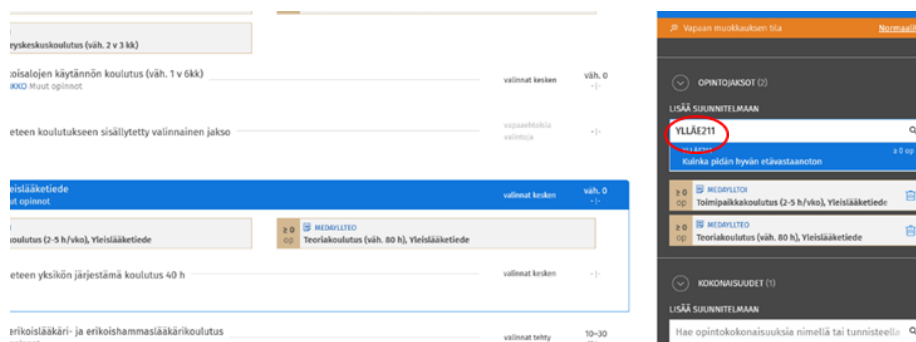 eyskeskuskoulutus (väh. 2 v 3 kk)
oisalojen käytännön koulutus (väh. 1 v 6kk)
IKKO Muut opinnot
valinnat kesken
väh. 0
- | -
eteen koulutukseen sisällytetty valinnainen jakso
vapaaehtoisia
valintoja
- | -
eislääketiede
ut opinnot
valinnat kesken
väh. 0
- | -
oulutus (2-5 h/vko), Yleislääketiede
≥ 0
op
MEDAYLLTEO
Teoriakoulutus (väh. 80 h), Yleislääketiede
eteen yksikön järjestämä koulutus 40 h
valinnat kesken
- | -
erikoislääkäri- ja erikoishammaslääkärikoulutus
valinnat tehty
10–30
Vapaan muokkauksen tila
Normaali
OPINTOJAKSOT (2)
LISÄÄ SUUNNITELMAAN
YLLÄE211
YLLÄE211
≥ 0 op
Kuinka pidän hyvän etävastaanoton
≥ 0
op
MEDAYLLTOI
Toimipaikkakoulutus (2-5 h/vko), Yleislääketiede
≥ 0
op
MEDAYLLTEO
Teoriakoulutus (väh. 80 h), Yleislääketiede
KOKONAISUUDET (1)
LISÄÄ SUUNNITELMAAN
Hae opintokokonaisuuksia nimellä tai tunnisteella